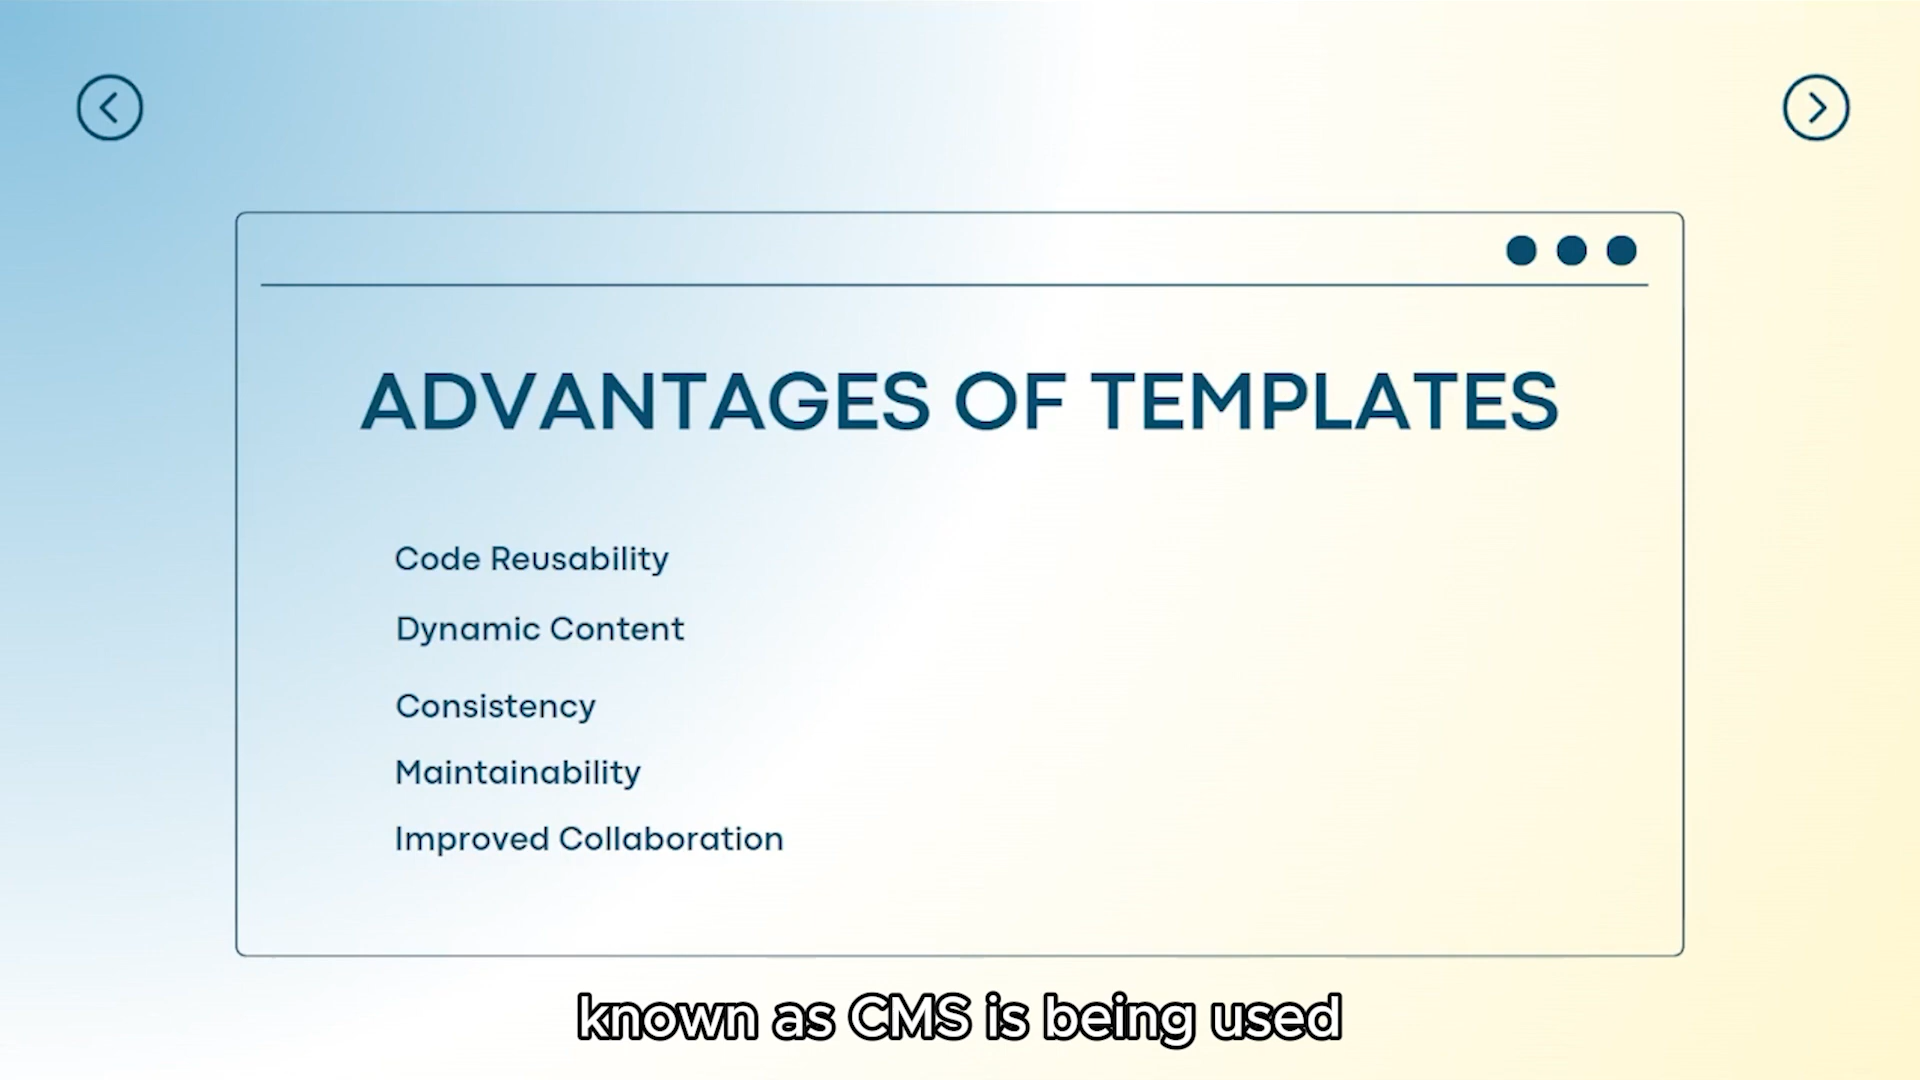 ADVANTAGES OF TEMPLATES
Code Reusability
Dynamic Content
Consistency
Maintainability
Improved Collaboration
known as CMS is being used